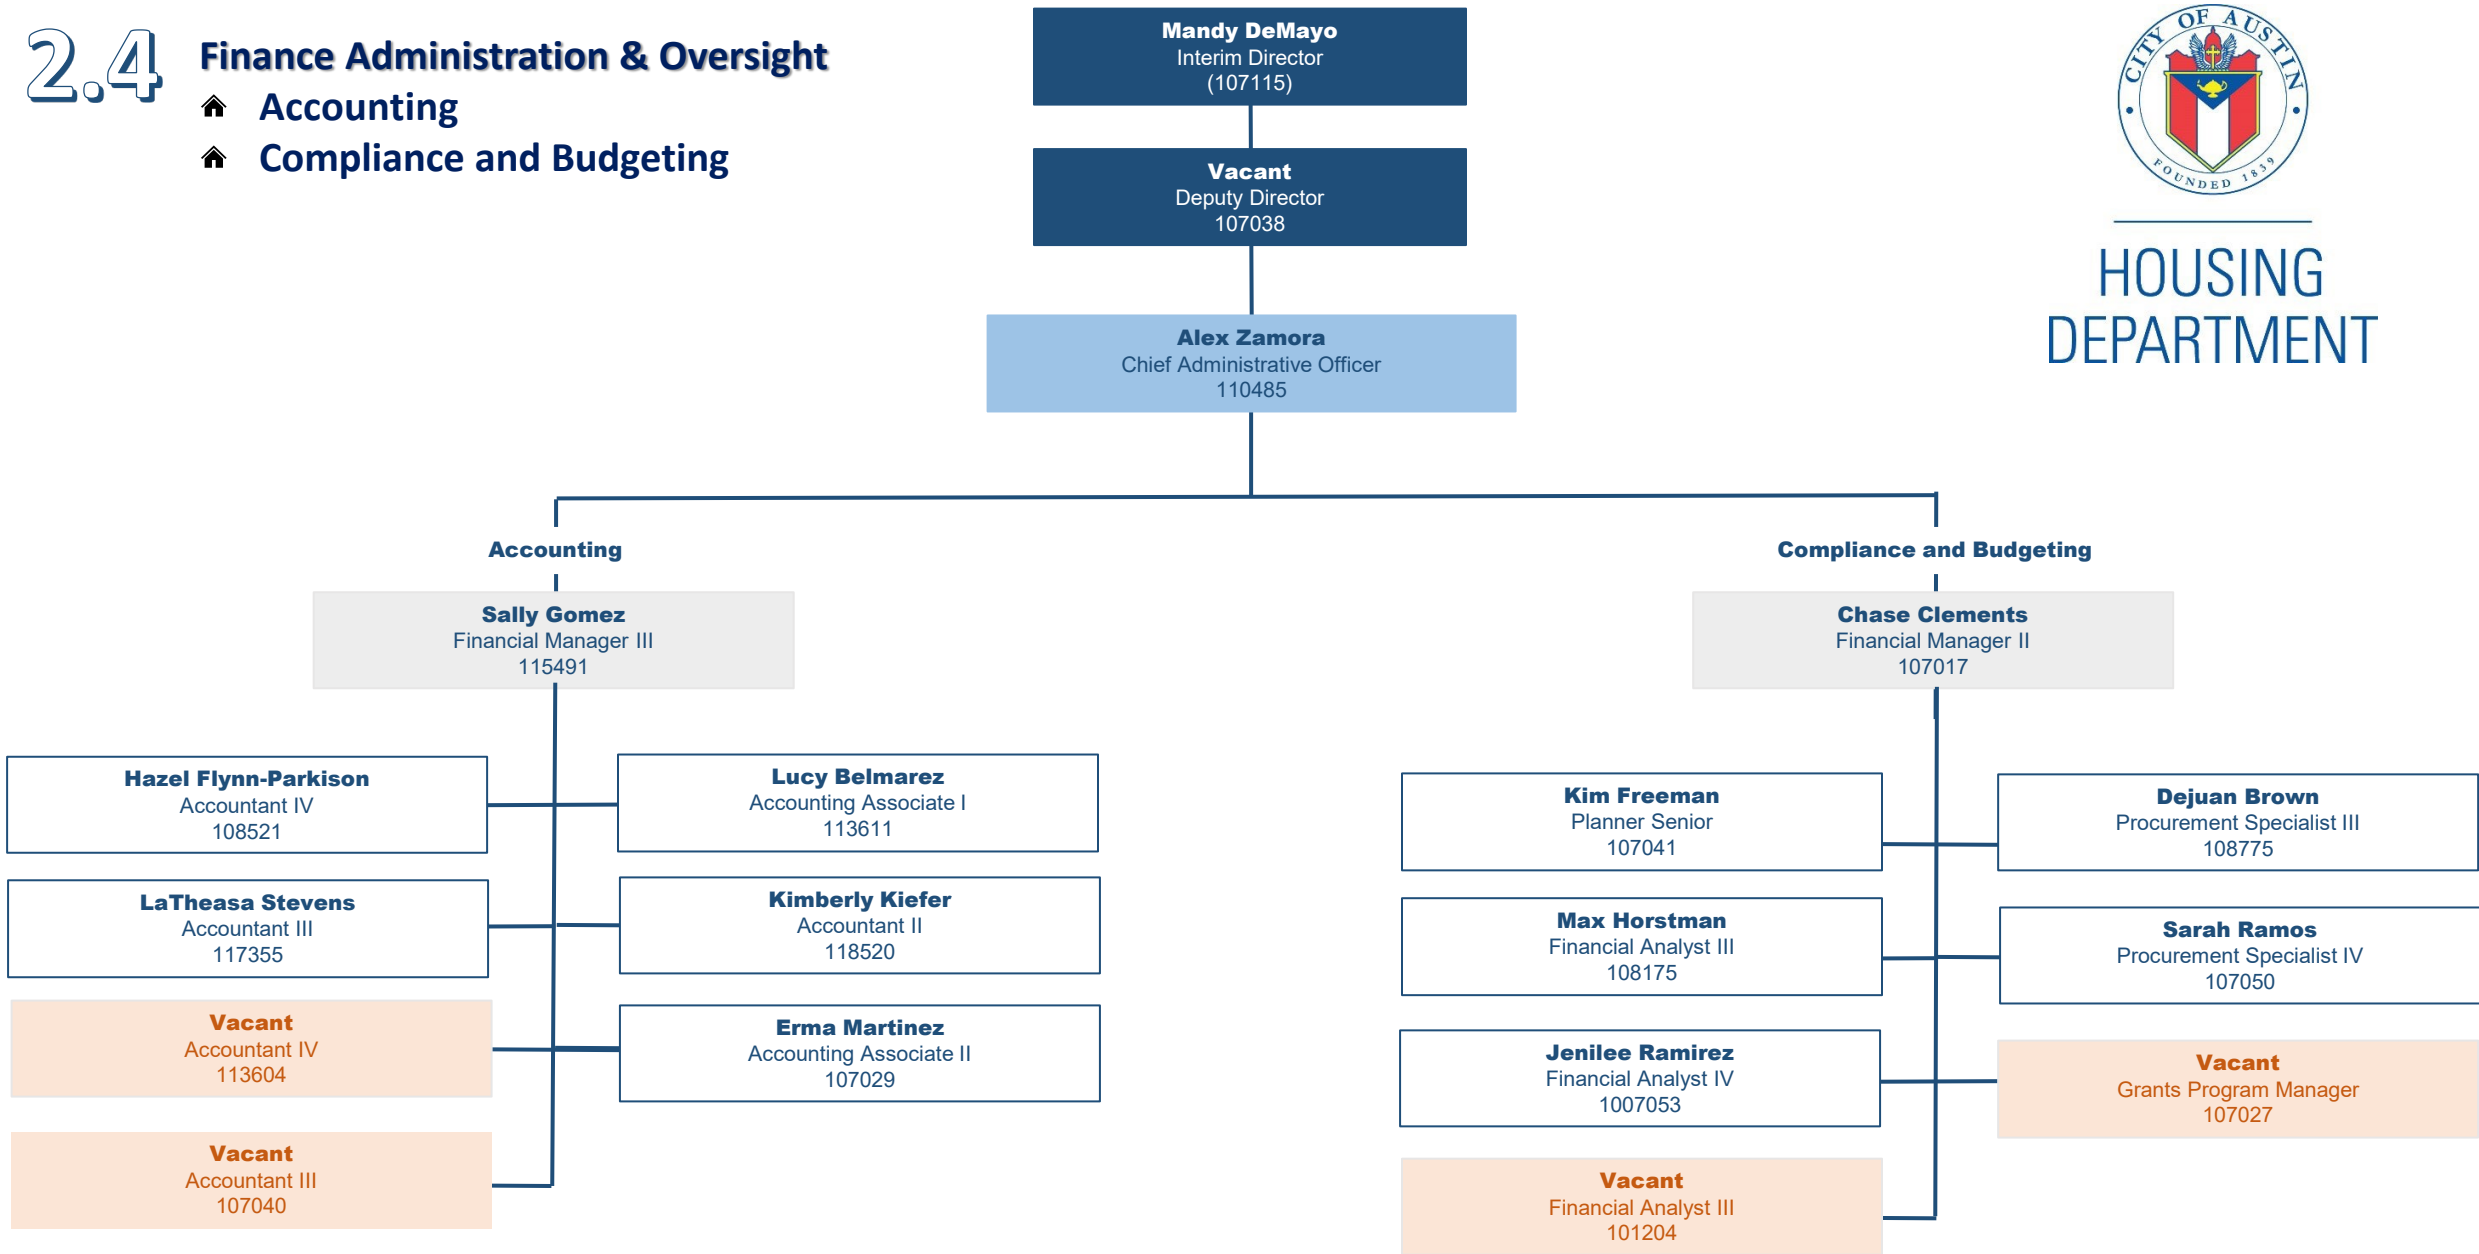 2.4
Finance Administration & Oversight
Accounting
Compliance and Budgeting
Mandy DeMayo
Interim Director
(107115)
Vacant
Deputy Director
107038
Alex Zamora
Chief Administrative Officer
110485
CITY OF AUSTIN
FOUNDED 1839
HOUSING
DEPARTMENT
Accounting
Sally Gomez
Financial Manager III
115491
Hazel Flynn-Parkison
Accountant IV
108521
Lucy Belmarez
Accounting Associate I
113611
LaTheasa Stevens
Accountant III
117355
Kimberly Kiefer
Accountant II
118520
Vacant
Accountant IV
113604
Erma Martinez
Accounting Associate II
107029
Vacant
Accountant III
107040
Compliance and Budgeting
Chase Clements
Financial Manager II
107017
Kim Freeman
Planner Senior
107041
Dejuan Brown
Procurement Specialist III
108775
Max Horstman
Financial Analyst III
108175
Sarah Ramos
Procurement Specialist IV
107050
Jenilee Ramirez
Financial Analyst IV
1007053
Vacant
Grants Program Manager
107027
Vacant
Financial Analyst III
101204